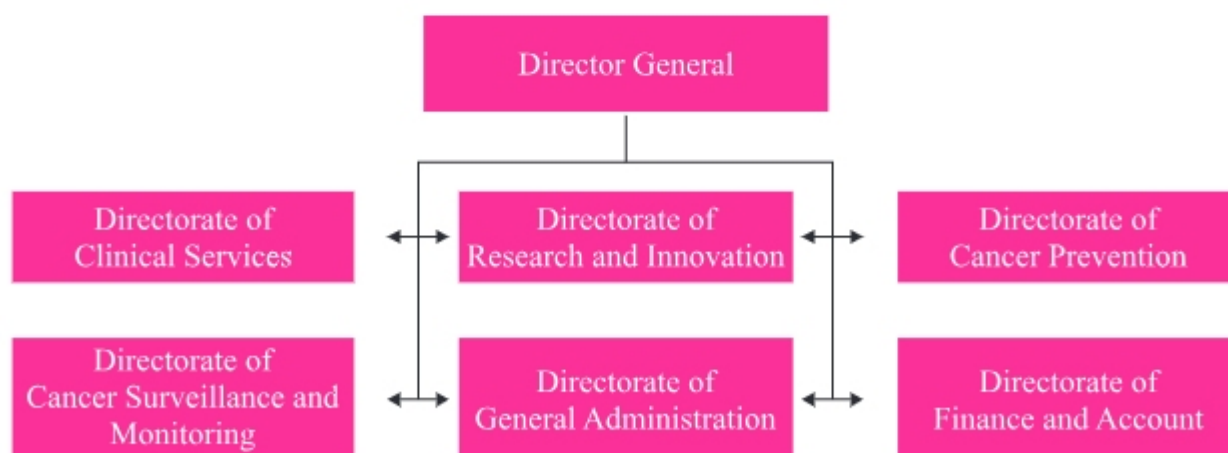 Director General
Directorate of
Clinical Services
Directorate of
Research and Innovation
Directorate of
Cancer Prevention
Directorate of
Cancer Surveillance and
Monitoring
Directorate of
General Administration
Directorate of
Finance and Account